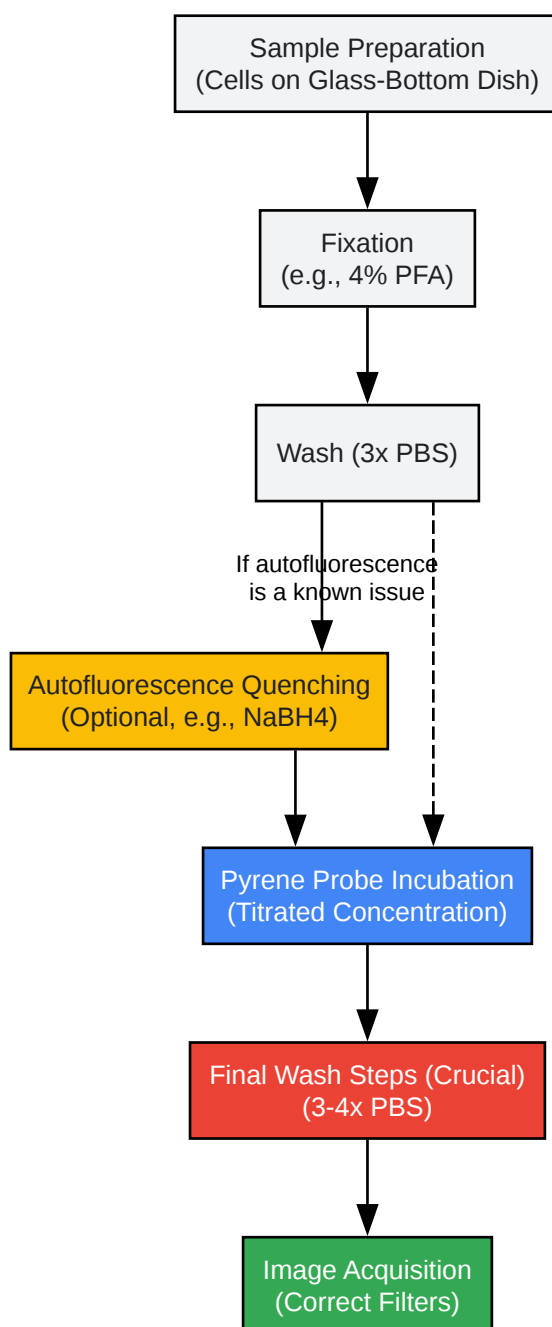 Sample Preparation
(Cells on Glass-Bottom Dish)
Fixation
(e.g., 4% PFA)
Wash (3x PBS)
If autofluorescence
is a known issue
Autofluorescence Quenching
(Optional, e.g., NaBH4)
Pyrene Probe Incubation
(Titrated Concentration)
Final Wash Steps (Crucial)
(3-4x PBS)
Image Acquisition
(Correct Filters)